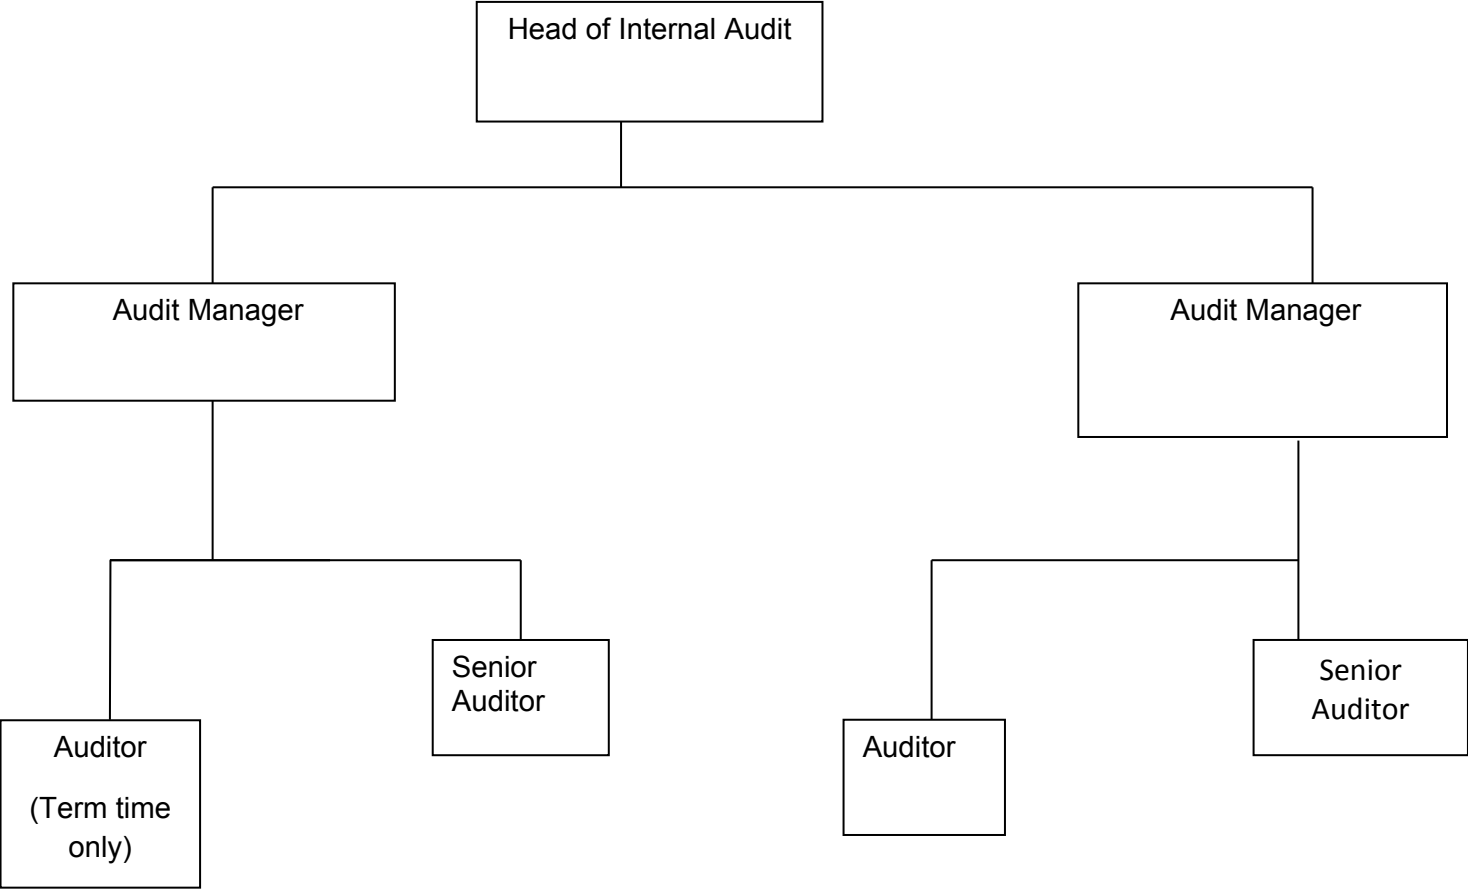 Head of Internal Audit
Audit Manager
Audit Manager
Senior
Auditor
Senior
Auditor
Auditor
(Term time
only)
Auditor